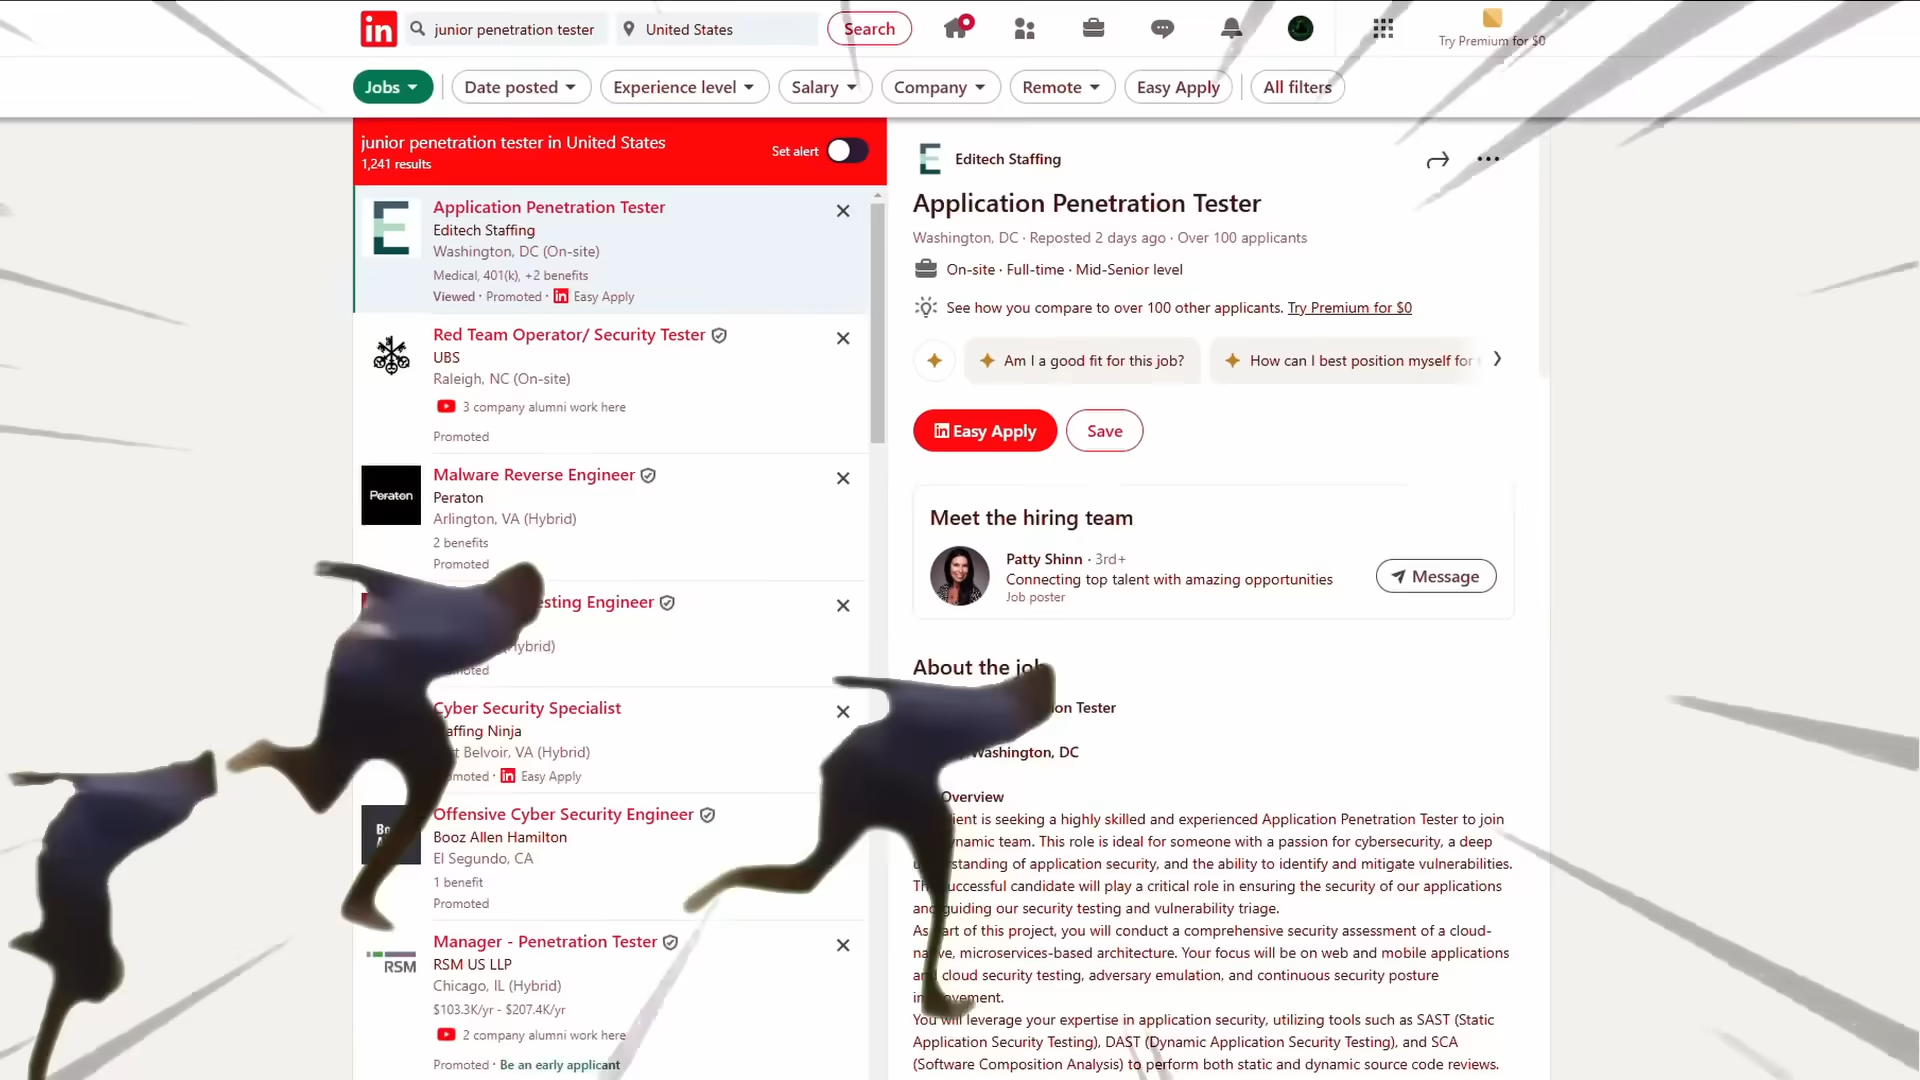 in
junior penetration tester
United States
Search
Try Premium for $0
Jobs
Date posted
Experience level
Salary
Company
Remote
Easy Apply
All filters
junior penetration tester in United States
1,241 results
Set alert
Application Penetration Tester
Editech Staffing
Washington, DC (On-site)
Medical, 401(k), +2 benefits
Viewed · Promoted · in Easy Apply
Red Team Operator/ Security Tester
UBS
Raleigh, NC (On-site)
3 company alumni work here
Promoted
Peraton
Malware Reverse Engineer
Peraton
Arlington, VA (Hybrid)
2 benefits
Promoted
Engineer
Cyber Security Specialist
Ninja
Belvoir, VA (Hybrid)
in Easy Apply
Offensive Cyber Security Engineer
Booz Allen Hamilton
El Segundo, CA
1 benefit
Promoted
RSM
Manager - Penetration Tester
RSM US LLP
Chicago, IL (Hybrid)
$103.3K/yr - $207.4K/yr
2 company alumni work here
Promoted · Be an early applicant
E Editech Staffing
Application Penetration Tester
Washington, DC · Reposted 2 days ago · Over 100 applicants
On-site · Full-time · Mid-Senior level
See how you compare to over 100 other applicants. Try Premium for $0
Am I a good fit for this job?
How can I best position myself for
in Easy Apply
Save
Meet the hiring team
Patty Shinn · 3rd+
Connecting top talent with amazing opportunities
Job poster
Message
About the job
Tester
Washington, DC
Overview
is seeking a highly skilled and experienced Application Penetration Tester to join
team. This role is ideal for someone with a passion for cybersecurity, a deep
of application security, and the ability to identify and mitigate vulnerabilities.
The successful candidate will play a critical role in ensuring the security of our applications
and guiding our security testing and vulnerability triage.
As part of this project, you will conduct a comprehensive security assessment of a cloud-
native, microservices-based architecture. Your focus will be on web and mobile applications
and cloud security testing, adversary emulation, and continuous security posture
improvement.
You will leverage your expertise in application security, utilizing tools such as SAST (Static
Application Security Testing), DAST (Dynamic Application Security Testing), and SCA
(Software Composition Analysis) to perform both static and dynamic source code reviews.